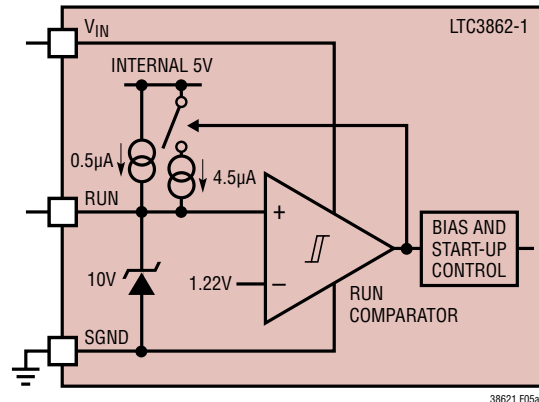 VIN
LTC3862-1
INTERNAL 5V
0.5µA
4.5µA
RUN
+
BIAS AND
START-UP
CONTROL
10V
1.22V
–
RUN
COMPARATOR
SGND
38621 F05a